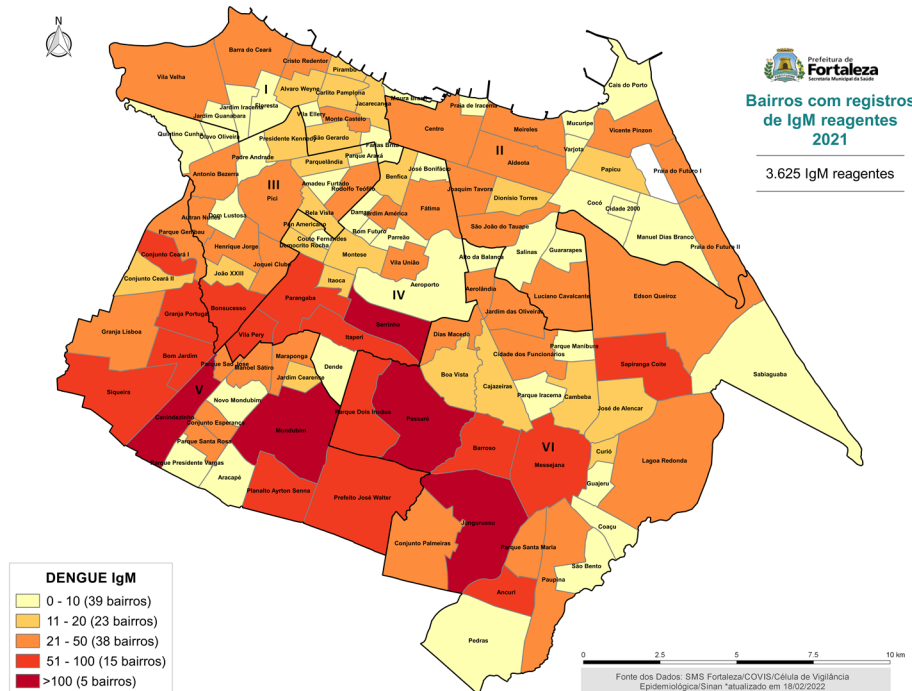 N
Prefeitura de
Fortaleza
Secretaria Municipal da Saúde
Bairros com registros
de IgM reagentes
2021
3.625 IgM reagentes
Barra do Ceará
Vila Velha
Cristo Redentor
Pirambu
I
Alvaro Weyne
Carlito Pamplona
Jacarecanga
Moura Brasil
Praia de Iracema
Cais do Porto
Jardim Iracema
Floresta
Jardim Guanabara
Vila Ellery
Monte Castelo
Centro
Meireles
Mucuripe
Vicente Pinzon
Quintino Cunha
Olavo Oliveira
Presidente Kennedy
São Gerardo
Farias Brito
II
Varjota
Padre Andrade
Parquelândia
Parque Araxá
José Bonifácio
Aldeota
Papicu
Praia do Futuro I
Antonio Bezerra
III
Amadeu Furtado
Rodolfo Teófilo
Benfica
Joaquim Tavora
Dionisio Torres
Pici
Cocó
Cidade 2000
Autran Nunes
Dom Lustosa
Bela Vista
Damas
Jardim América
Fátima
São João do Tauape
Parque Genibau
Pan Americano
Bom Futuro
Parreão
Manuel Dias Branco
Praia do Futuro II
Henrique Jorge
Couto Fernandes
Democrito Rocha
Conjunto Ceará I
Montese
Vila União
Alto da Balança
Salinas
Guararapes
Joquei Clube
Conjunto Ceará II
João XXIII
Itaoca
Aeroporto
Aerolândia
IV
Luciano Cavalcante
Edson Queiroz
Granja Portugal
Bonsucesso
Parangaba
Jardim das Oliveiras
Granja Lisboa
Serrinha
Vila Pery
Itaperi
Dias Macedo
Parque Manibura
Bom Jardim
Parque Sao Jose
Manoel Sátiro
Maraponga
Dende
Cidade dos Funcionários
Sapiranga Coite
Sabiaguaba
Siqueira
V
Jardim Cearense
Boa Vista
Cajazeiras
Parque Iracema
Cambeba
Canindezinho
Novo Mondubim
Parque Dois Irmãos
José de Alencar
Conjunto Esperança
Mondubim
Passaré
Parque Santa Rosa
Barroso
VI
Curió
Lagoa Redonda
Parque Presidente Vargas
Messejana
Aracapé
Guajeru
Planalto Ayrton Senna
Prefeito José Walter
Jangurussu
Coaçu
Conjunto Palmeiras
Parque Santa Maria
São Bento
Paupina
Ancuri
Pedras
DENGUE IgM
0 - 10 (39 bairros)
11 - 20 (23 bairros)
21 - 50 (38 bairros)
51 - 100 (15 bairros)
>100 (5 bairros)
0 2.5 5 7.5 10 km
Fonte dos Dados: SMS Fortaleza/COVIS/Célula de Vigilância
Epidemiológica/Sinan *atualizado em 18/02/2022